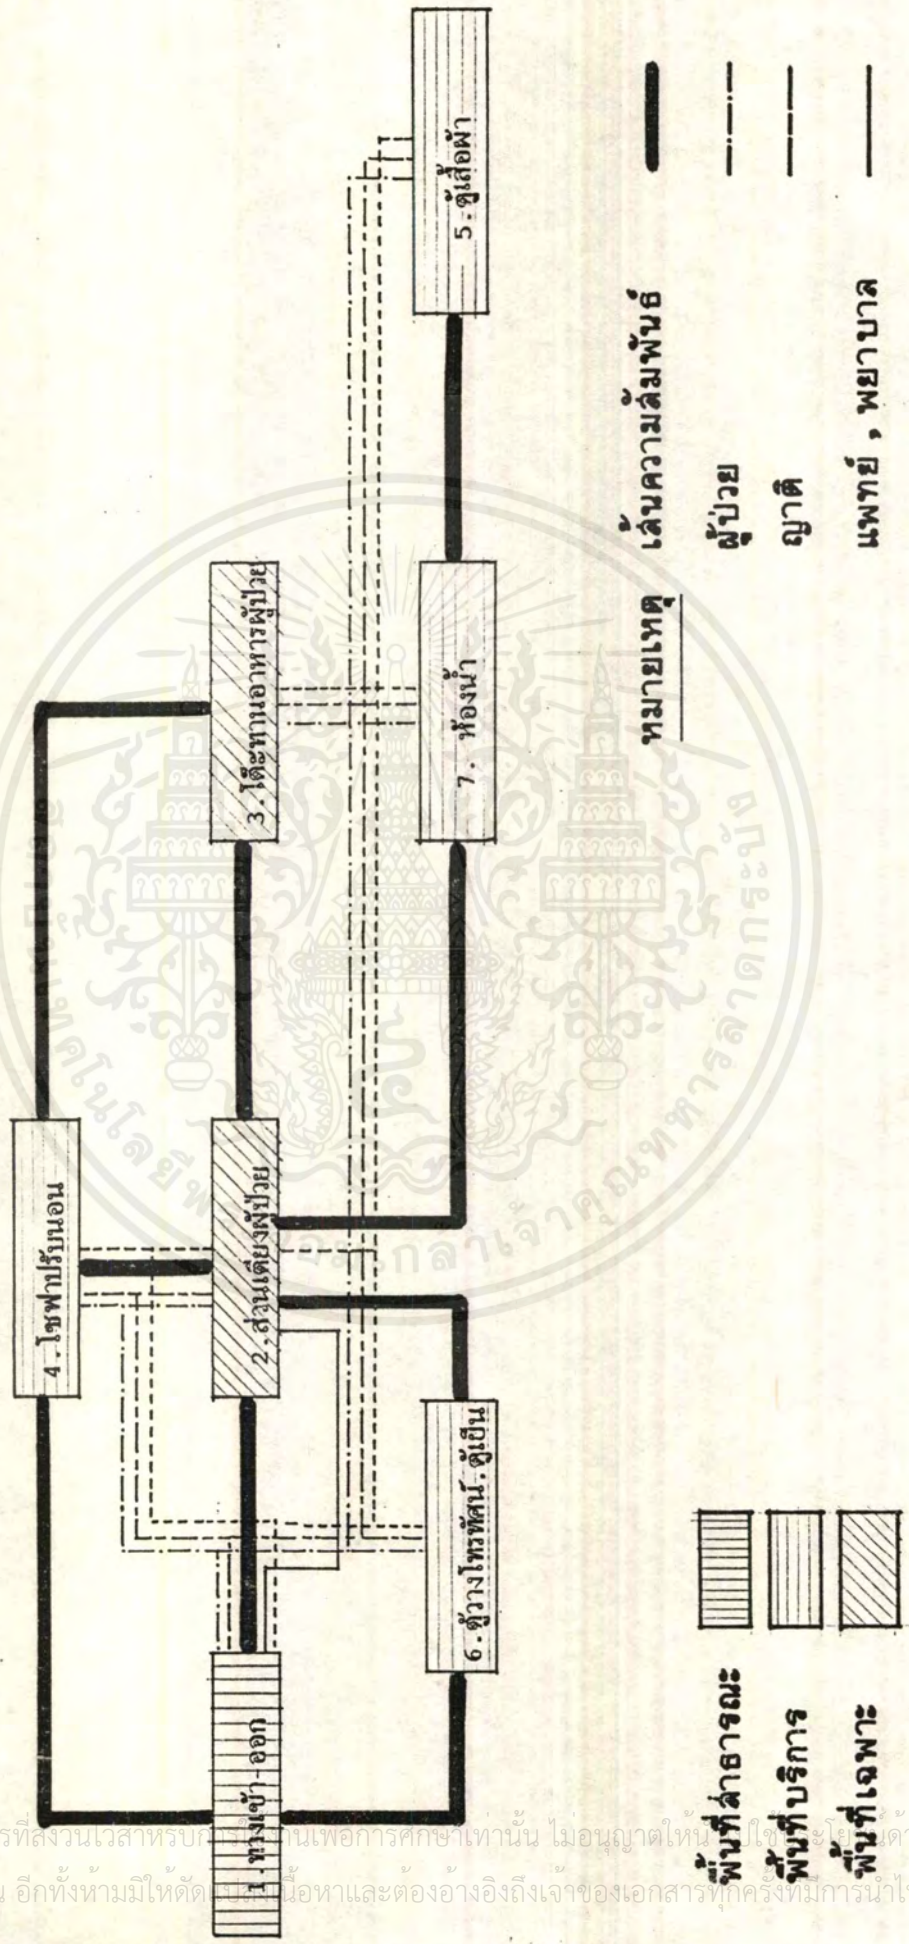 4.โซฟาปรับนอน
1.ทางเข้า-ออก
2.ส่วนเตียงผู้ป่วย
3.โต๊ะทานอาหารผู้ป่วย
6.ตู้วางโทรทัศน์.ตู้เย็น
7. ห้องน้ำ
5.ตู้เสื้อผ้า
หมายเหตุ เส้นความสัมพันธ์
ผู้ป่วย
ญาติ
แพทย์ , พยาบาล
พื้นที่สาธารณะ
พื้นที่บริการ
พื้นที่เฉพาะ